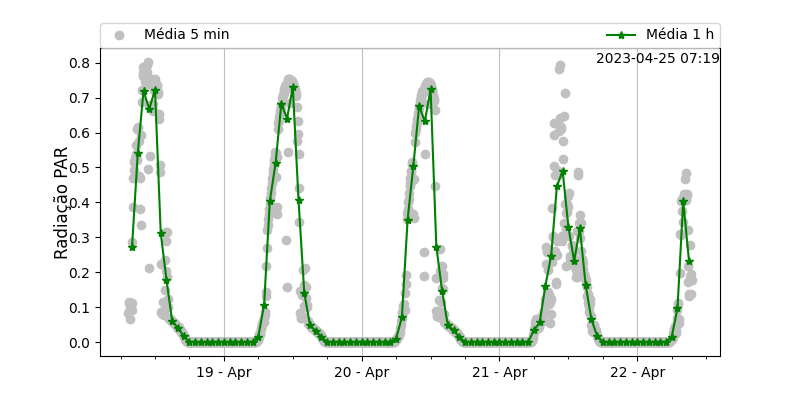 Média 5 min
Média 1 h
2023-04-25 07:19
Radiação PAR
0.8
0.7
0.6
0.5
0.4
0.3
0.2
0.1
0.0
19 - Apr
20 - Apr
21 - Apr
22 - Apr